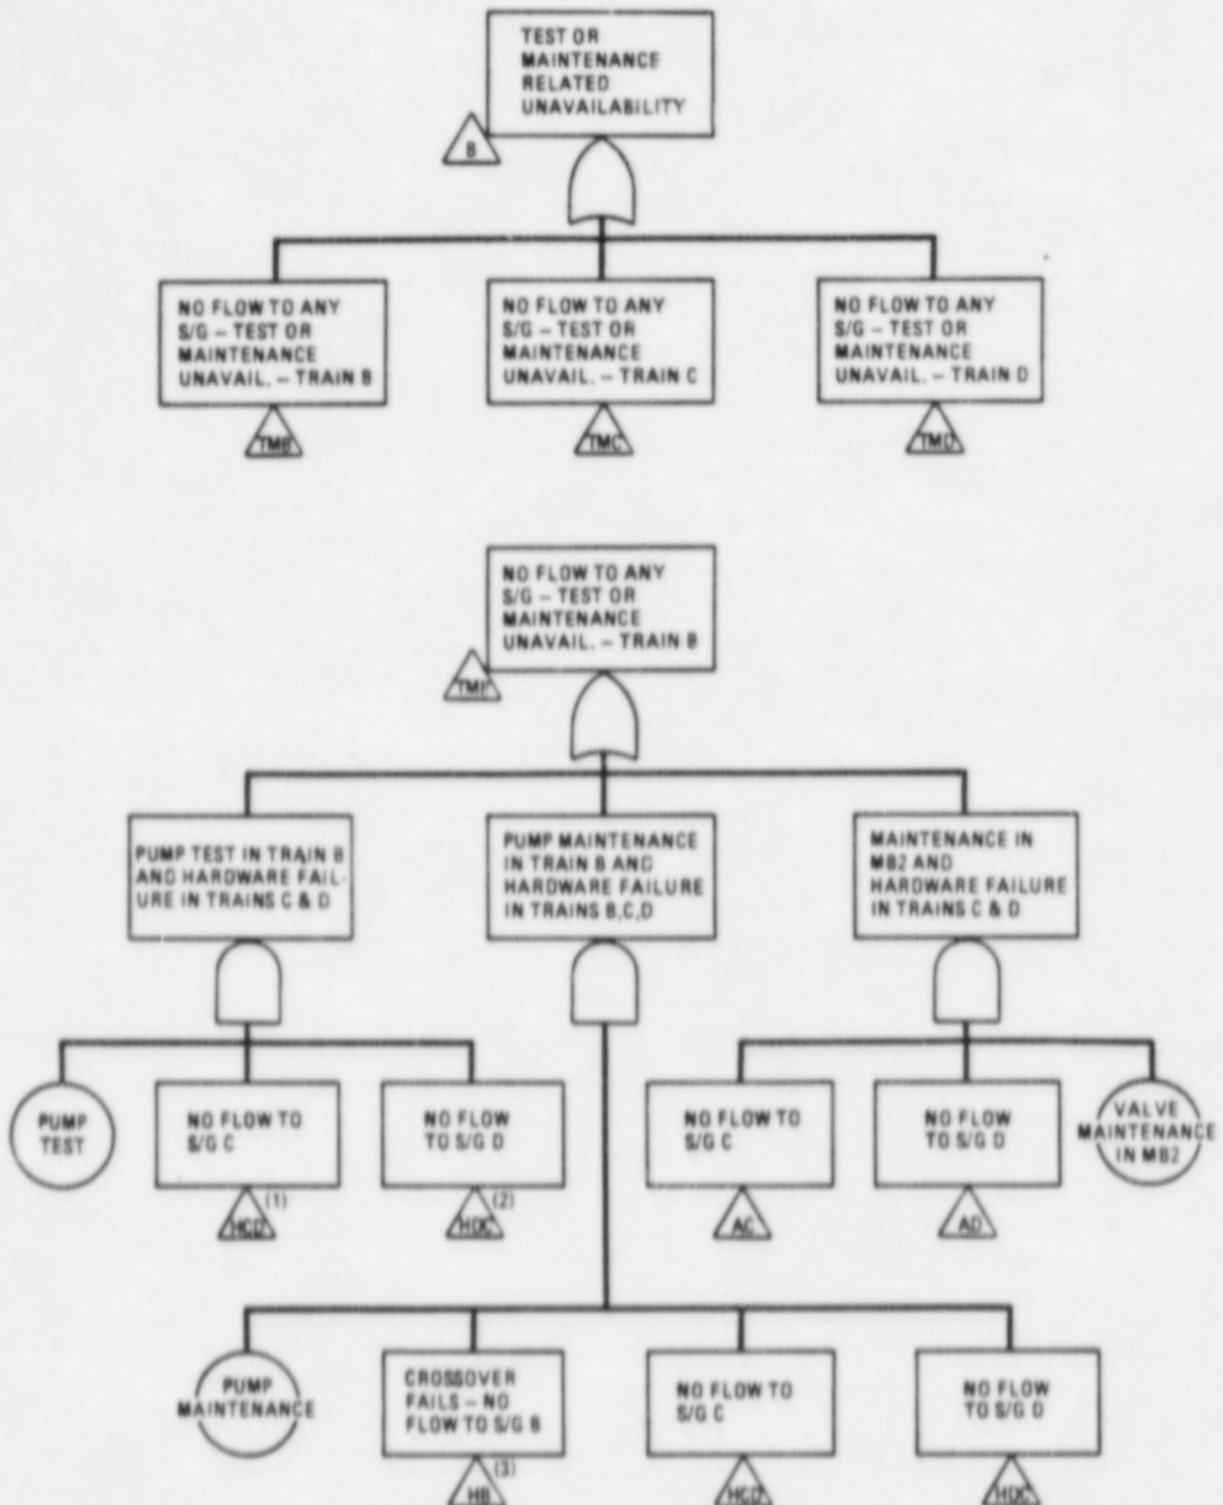 TEST OR
MAINTENANCE
RELATED
UNAVAILABILITY
B
NO FLOW TO ANY
S/G – TEST OR
MAINTENANCE
UNAVAIL. – TRAIN B
TMB
NO FLOW TO ANY
S/G – TEST OR
MAINTENANCE
UNAVAIL. – TRAIN C
TMC
NO FLOW TO ANY
S/G – TEST OR
MAINTENANCE
UNAVAIL. – TRAIN D
TMD
NO FLOW TO ANY
S/G – TEST OR
MAINTENANCE
UNAVAIL. – TRAIN B
PUMP TEST IN TRAIN B
AND HARDWARE FAIL-
URE IN TRAINS C & D
PUMP MAINTENANCE
IN TRAIN B AND
HARDWARE FAILURE
IN TRAINS B,C,D
MAINTENANCE IN
MB2 AND
HARDWARE FAILURE
IN TRAINS C & D
PUMP
TEST
NO FLOW TO
S/G C
HCD
(1)
NO FLOW
TO S/G D
HDC
(2)
NO FLOW TO
S/G C
AC
NO FLOW
TO S/G D
AD
VALVE
MAINTENANCE
IN MB2
PUMP
MAINTENANCE
CROSSOVER
FAILS – NO
FLOW TO S/G B
HB
(3)
NO FLOW TO
S/G C
HCD
NO FLOW
TO S/G D
HDC